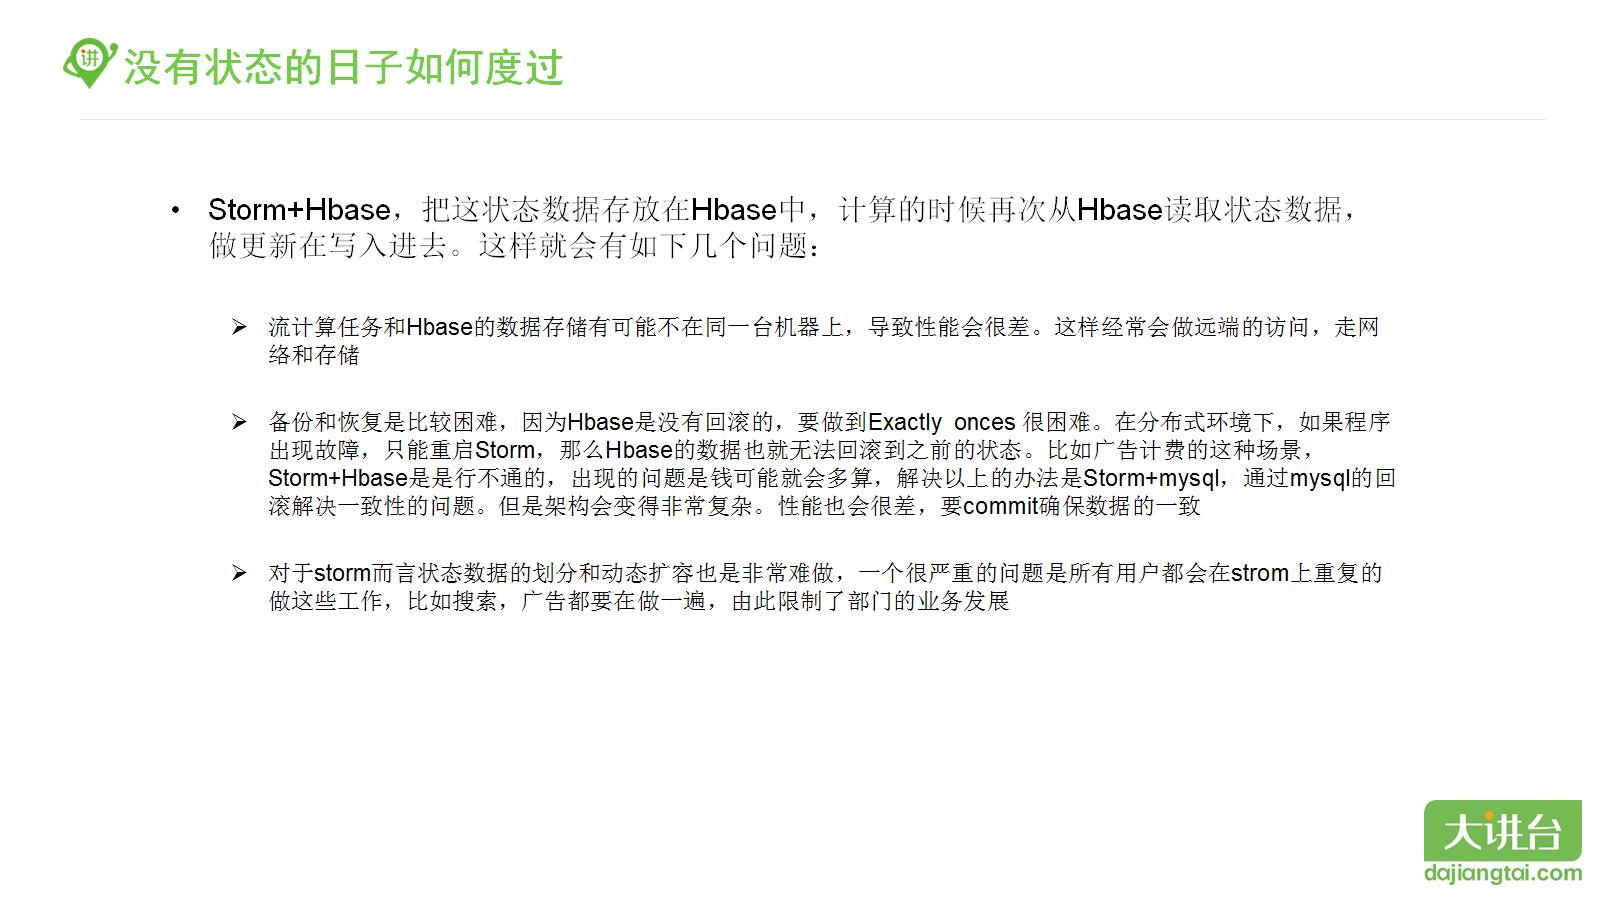 讲
没有状态的日子如何度过
• Storm+Hbase，把这状态数据存放在Hbase中，计算的时候再次从Hbase读取状态数据，
做更新在写入进去。这样就会有如下几个问题：
➢ 流计算任务和Hbase的数据存储有可能不在同一台机器上，导致性能会很差。这样经常会做远端的访问，走网
络和存储
➢ 备份和恢复是比较困难，因为Hbase是没有回滚的，要做到Exactly onces 很困难。在分布式环境下，如果程序
出现故障，只能重启Storm，那么Hbase的数据也就无法回滚到之前的状态。比如广告计费的这种场景，
Storm+Hbase是是行不通的，出现的问题是钱可能就会多算，解决以上的办法是Storm+mysql，通过mysql的回
滚解决一致性的问题。但是架构会变得非常复杂。性能也会很差，要commit确保数据的一致
➢ 对于storm而言状态数据的划分和动态扩容也是非常难做，一个很严重的问题是所有用户都会在strom上重复的
做这些工作，比如搜索，广告都要在做一遍，由此限制了部门的业务发展
大讲台
dajiangtai.com